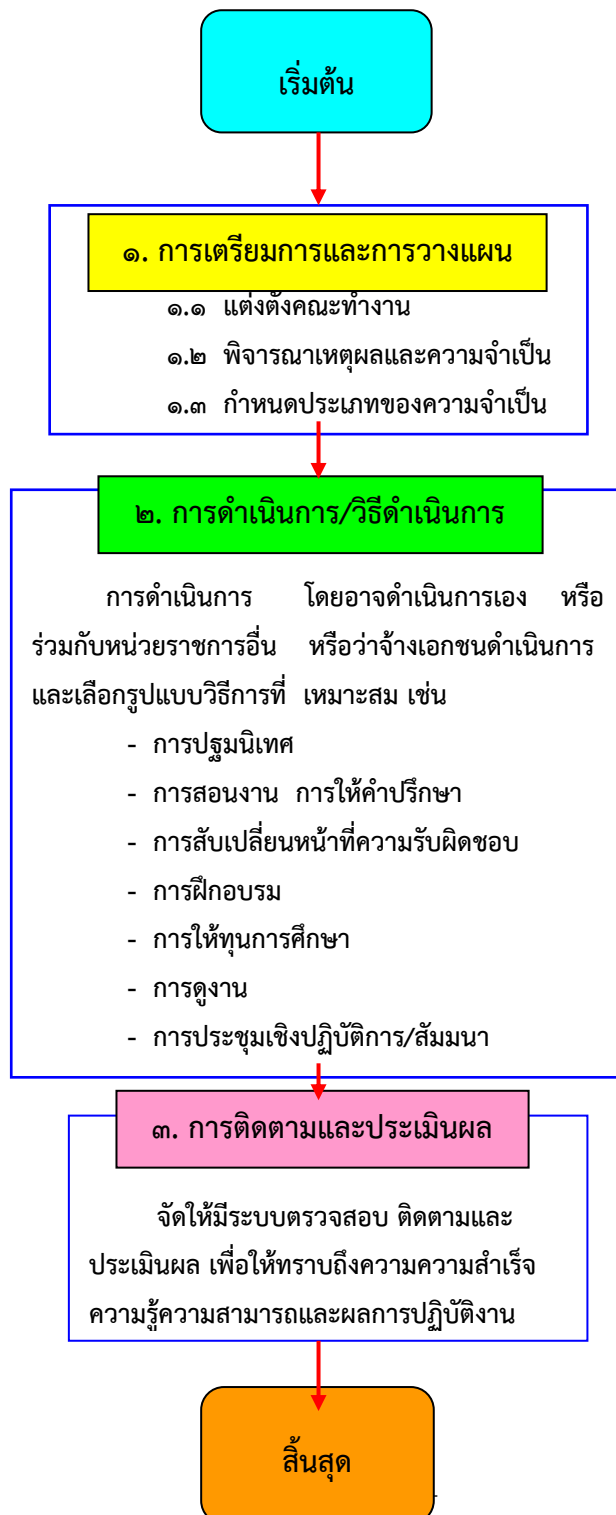 เริ่มต้น
๑. การเตรียมการและการวางแผน
๑.๑ แต่งตั้งคณะทำงาน
๑.๒ พิจารณาเหตุผลและความจำเป็น
๑.๓ กำหนดประเภทของความจำเป็น
๒. การดำเนินการ/วิธีดำเนินการ
การดำเนินการ โดยอาจดำเนินการเอง หรือ
ร่วมกับหน่วยราชการอื่น หรือว่าจ้างเอกชนดำเนินการ
และเลือกรูปแบบวิธีการที่ เหมาะสม เช่น
- การปฐมนิเทศ
- การสอนงาน การให้คำปรึกษา
- การสับเปลี่ยนหน้าที่ความรับผิดชอบ
- การฝึกอบรม
- การให้ทุนการศึกษา
- การดูงาน
- การประชุมเชิงปฏิบัติการ/สัมมนา
๓. การติดตามและประเมินผล
จัดให้มีระบบตรวจสอบ ติดตามและ
ประเมินผล เพื่อให้ทราบถึงความความสำเร็จ
ความรู้ความสามารถและผลการปฏิบัติงาน
สิ้นสุด